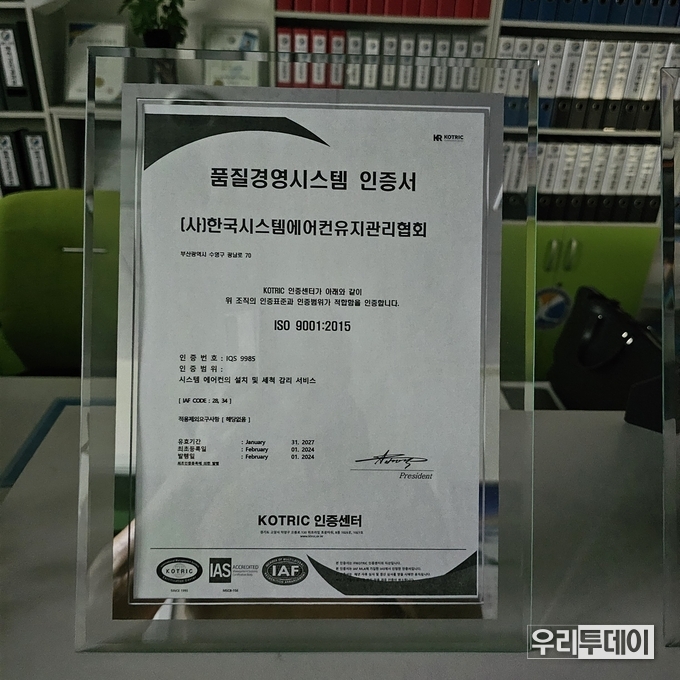 KOTRIC
품질경영시스템 인증서
(사)한국시스템에어컨유지관리협회
부산광역시 수영구 광남로 70
KOTRIC 인증센터가 아래와 같이
위 조직의 인증표준과 인증범위가 적합함을 인증합니다.
ISO 9001:2015
인 증 번 호 : IQS 9985
인 증 범 위 :
시스템 에어컨의 설치 및 세척 감리 서비스
[ IAF CODE : 28, 34 ]
적용제외요구사항 [ 해당없음 ]
유효기간 : January 31. 2027
최초등록일 : February 01. 2024
발행일 : February 01. 2024
President
KOTRIC 인증센터
KOTRIC
IAS ACCREDITED
IAF
우리투데이